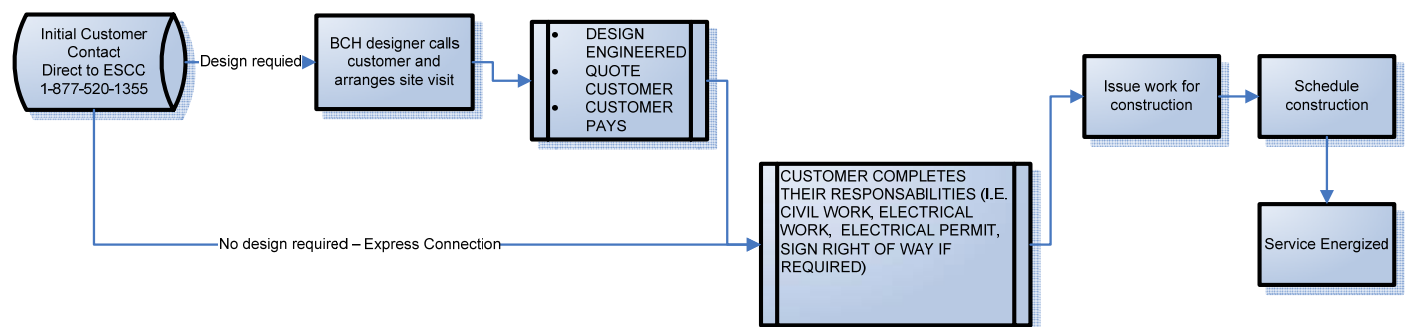 Initial Customer
Contact
Direct to ESCC
1-877-520-1355
Design requied
BCH designer calls
customer and
arranges site visit
• DESIGN
ENGINEERED
• QUOTE
CUSTOMER
• CUSTOMER
PAYS
No design required – Express Connection
CUSTOMER COMPLETES
THEIR RESPONSABILITIES (I.E.
CIVIL WORK, ELECTRICAL
WORK, ELECTRICAL PERMIT,
SIGN RIGHT OF WAY IF
REQUIRED)
Issue work for
construction
Schedule
construction
Service Energized